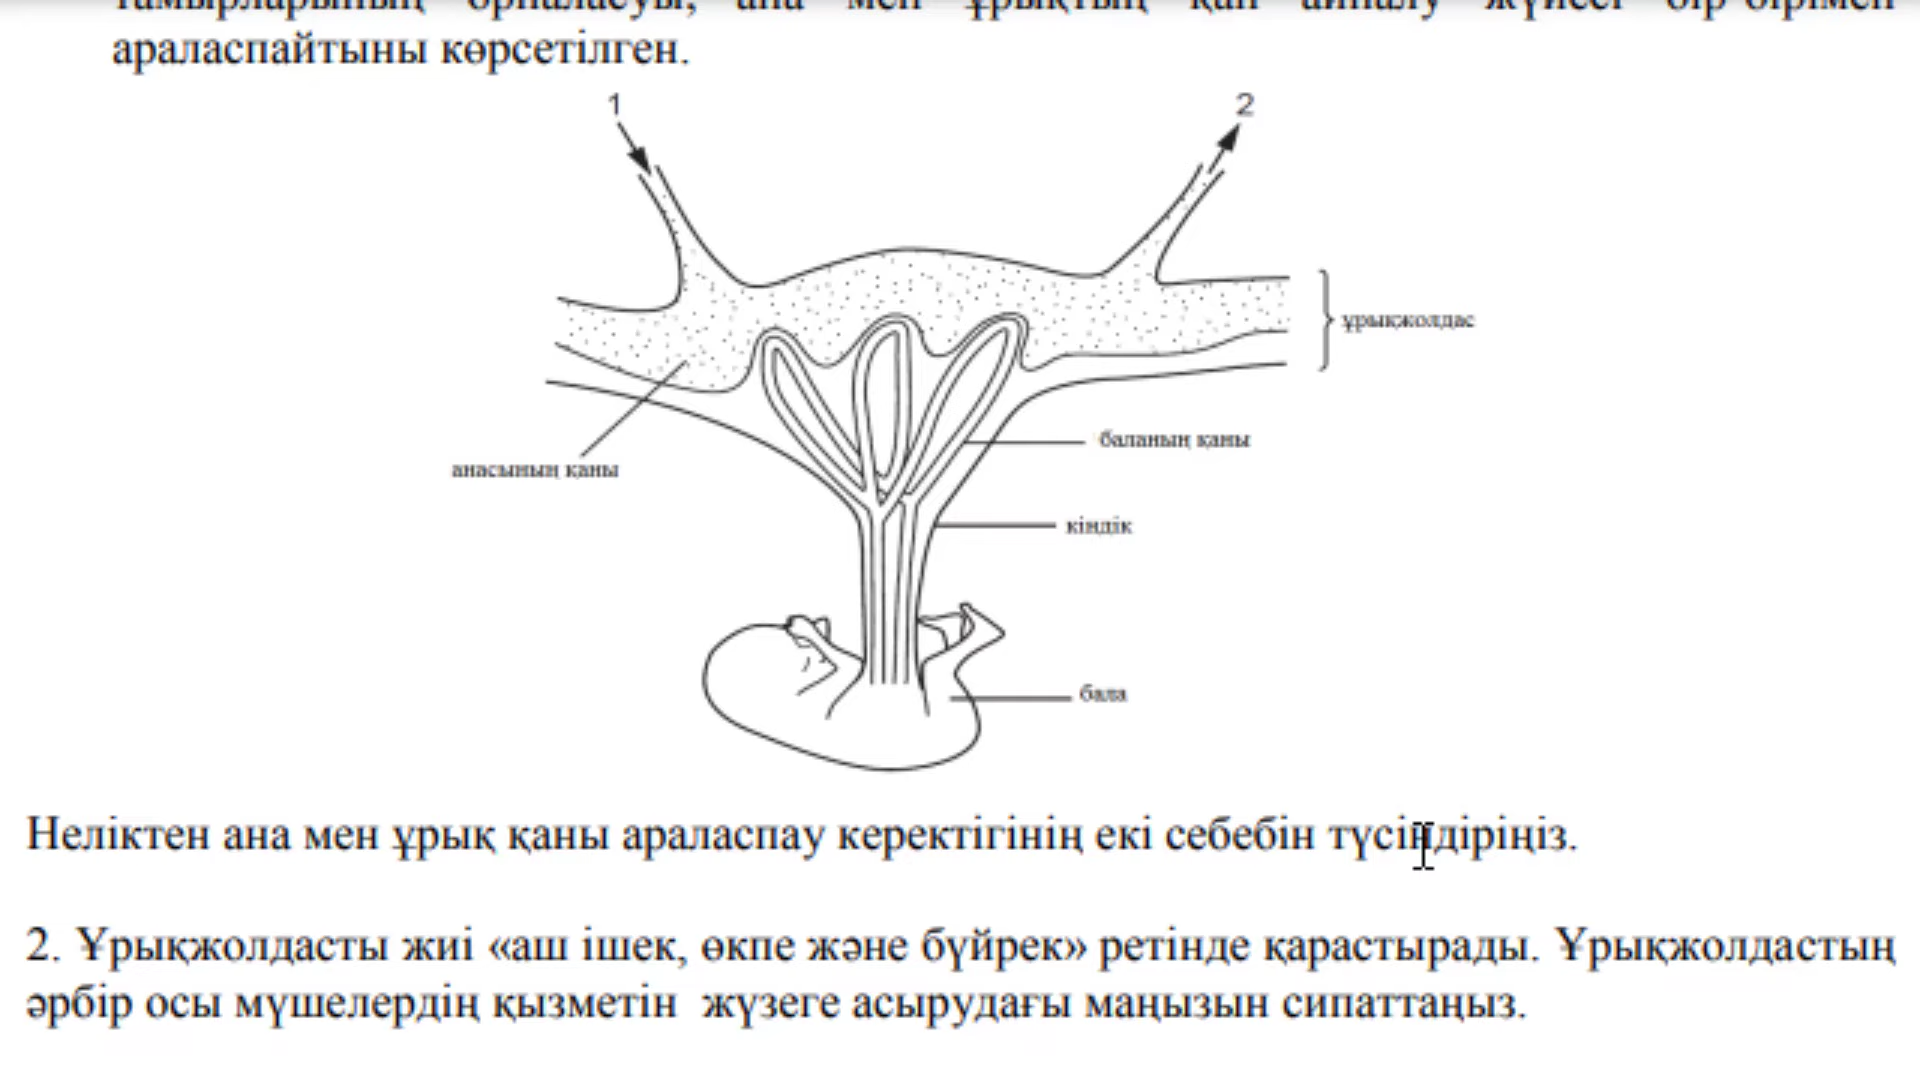 араласпайтыны көрсетілген.
1
2
ұрықжолдас
баланың қаны
анасының қаны
кіндік
бала
Неліктен ана мен ұрық қаны араласпау керектігінің екі себебін түсіндіріңіз.
2. Ұрықжолдасты жиі «аш ішек, өкпе және бүйрек» ретінде қарастырады. Ұрықжолдастың
әрбір осы мүшелердің қызметін жүзеге асырудағы маңызын сипаттаңыз.